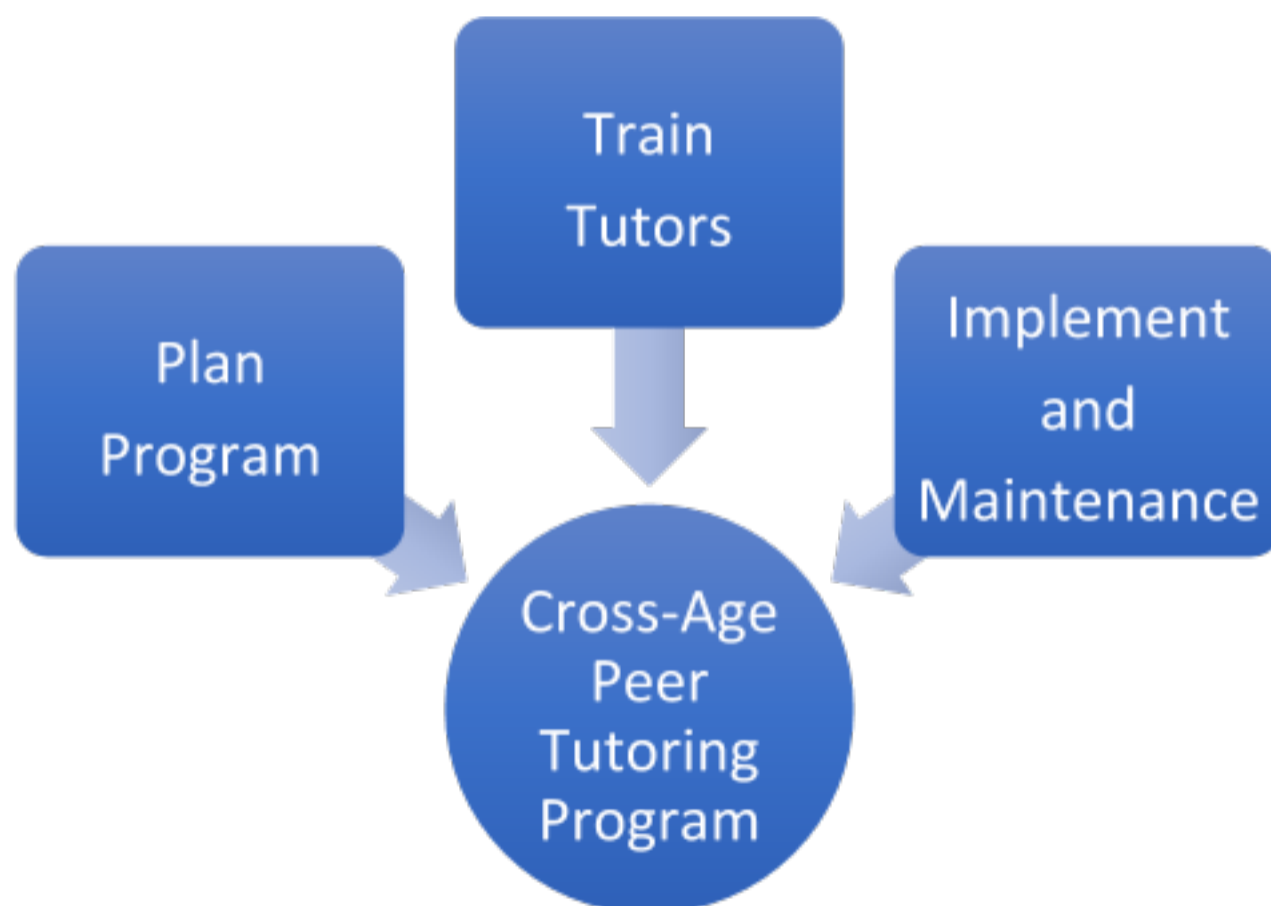 Train
Tutors
Plan
Program
Implement
and
Maintenance
Cross-Age
Peer
Tutoring
Program